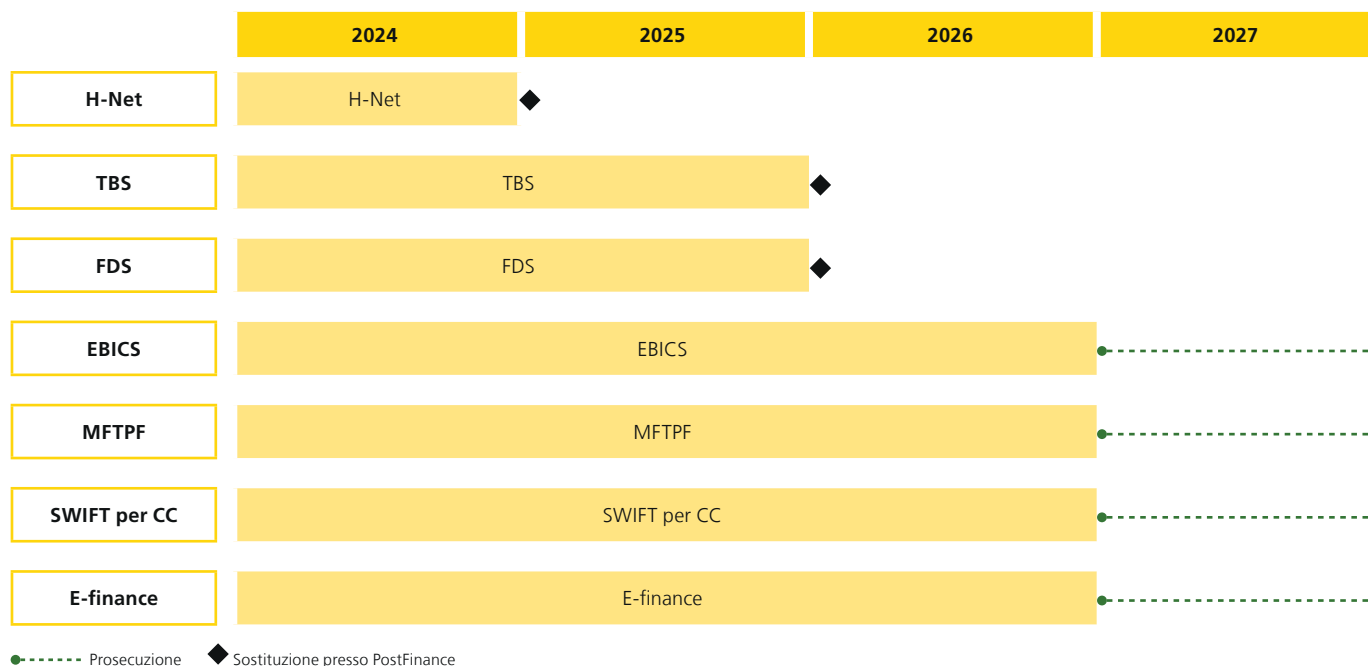 2024 2025 2026 2027
H-Net H-Net
TBS TBS
FDS FDS
EBICS EBICS
MFTPF MFTPF
SWIFT per CC SWIFT per CC
E-finance E-finance
Prosecuzione Sostituzione presso PostFinance